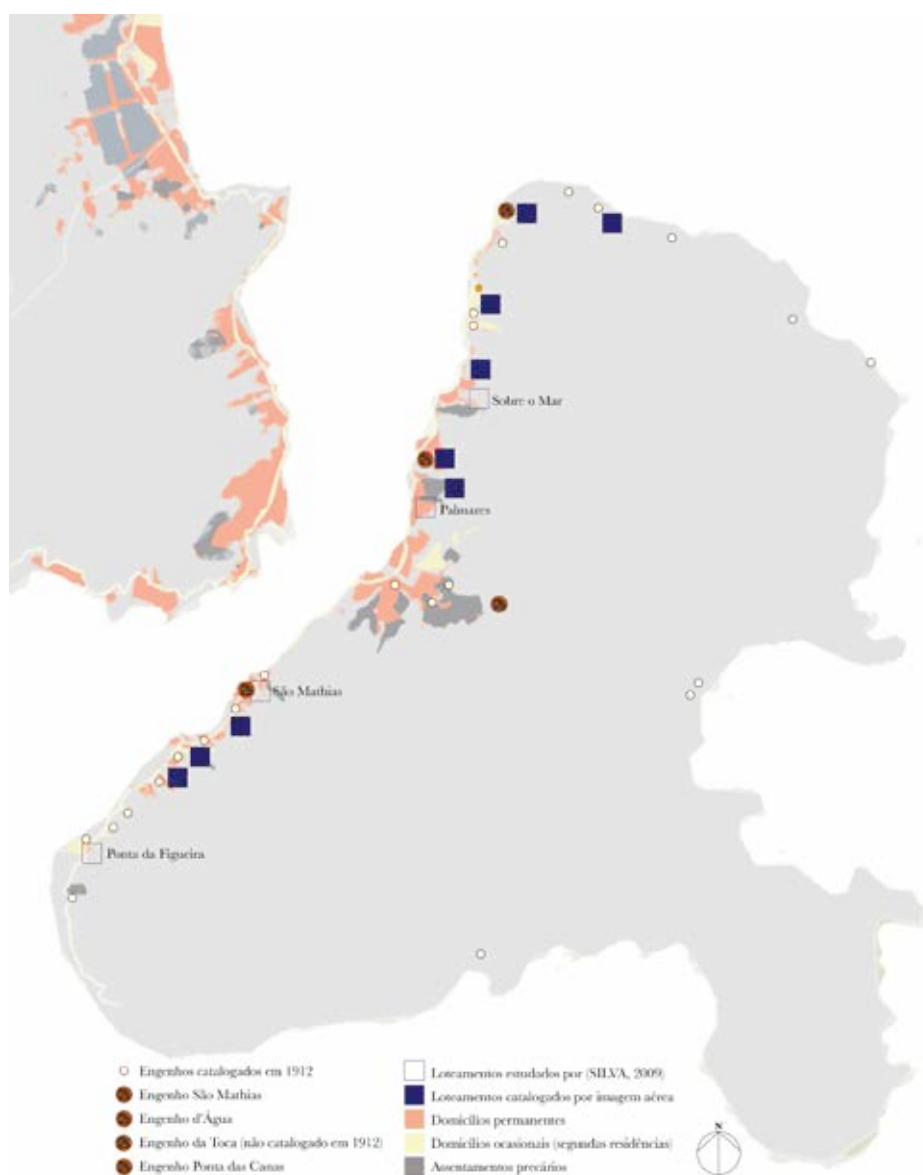 Sobre o Mar
Palmares
São Mathias
Ponta da Figueira
Engenhos catalogados em 1912
Engenho São Mathias
Engenho d'Água
Engenho da Toca (não catalogado em 1912)
Engenho Ponta das Canas
Loteamentos estudados por (SILVA, 2009)
Loteamentos catalogados por imagem aérea
Domicílios permanentes
Domicílios ocasionais (segundas residências)
Assentamentos precários
N